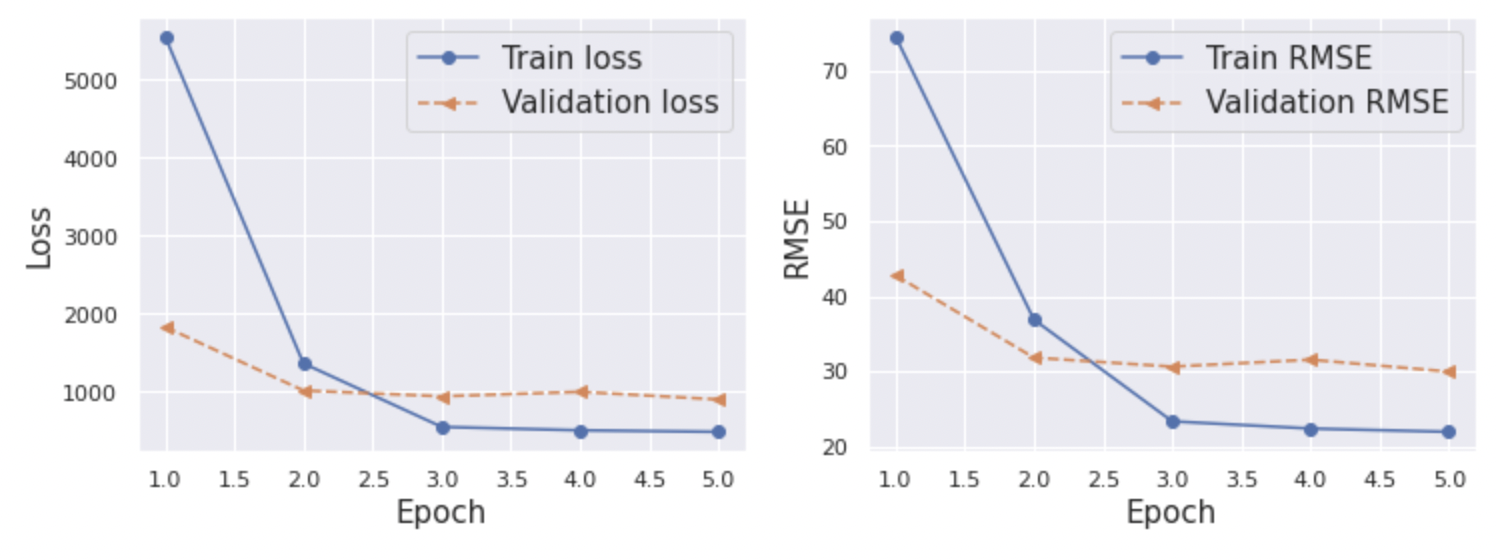 Train loss
Validation loss
5000
4000
3000
2000
1000
Loss
1.0 1.5 2.0 2.5 3.0 3.5 4.0 4.5 5.0
Epoch
Train RMSE
Validation RMSE
70
60
50
40
30
20
RMSE
1.0 1.5 2.0 2.5 3.0 3.5 4.0 4.5 5.0
Epoch